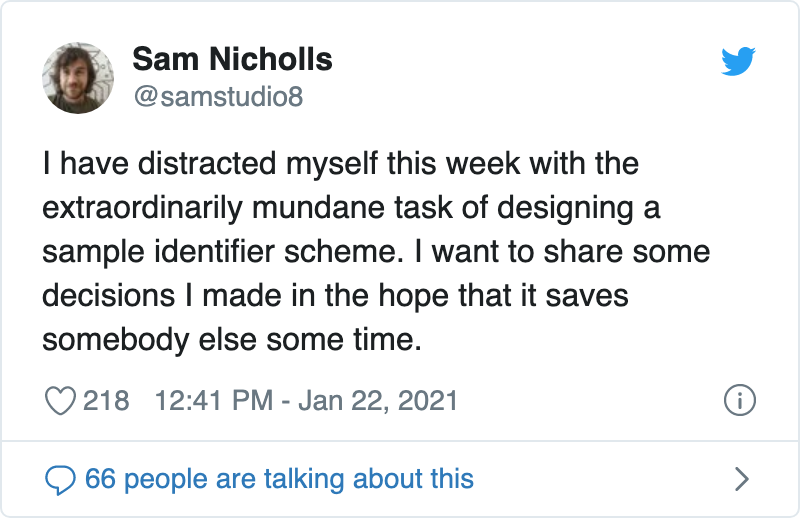 Sam Nicholls
@samstudio8
I have distracted myself this week with the
extraordinarily mundane task of designing a
sample identifier scheme. I want to share some
decisions I made in the hope that it saves
somebody else some time.
218 12:41 PM - Jan 22, 2021
66 people are talking about this